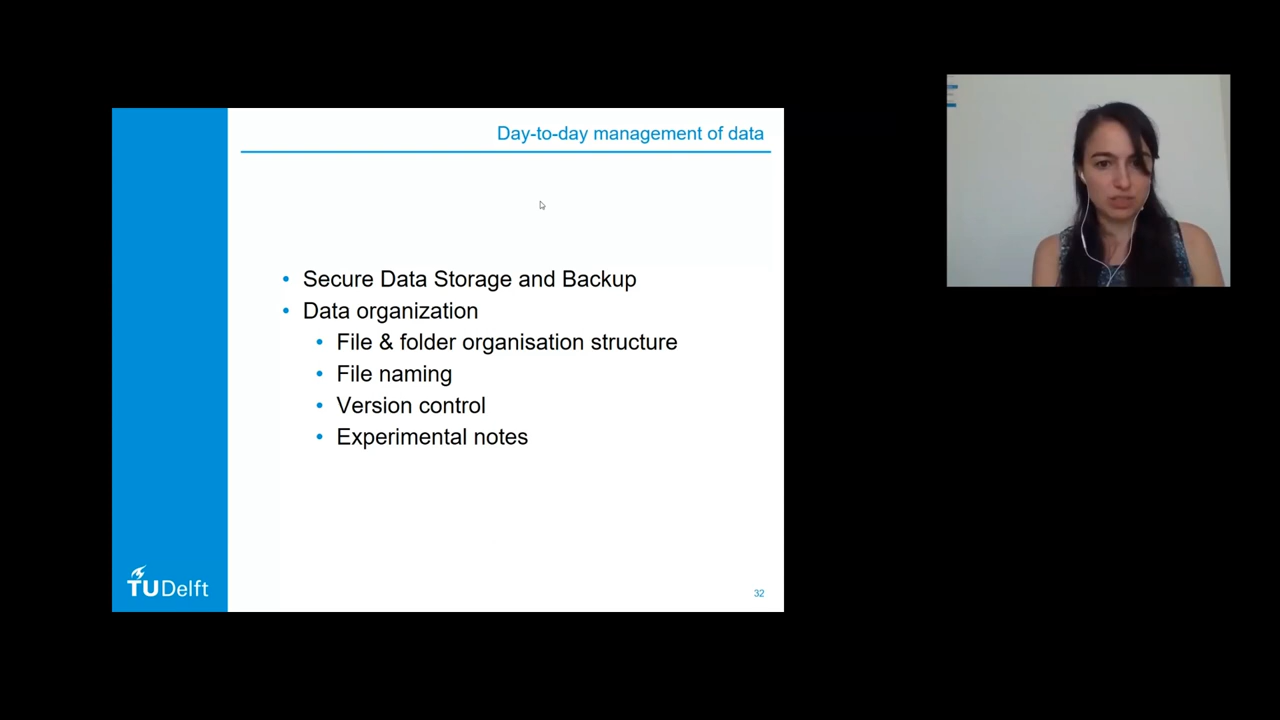 Day-to-day management of data
• Secure Data Storage and Backup
• Data organization
• File & folder organisation structure
• File naming
• Version control
• Experimental notes
TUDelft
32